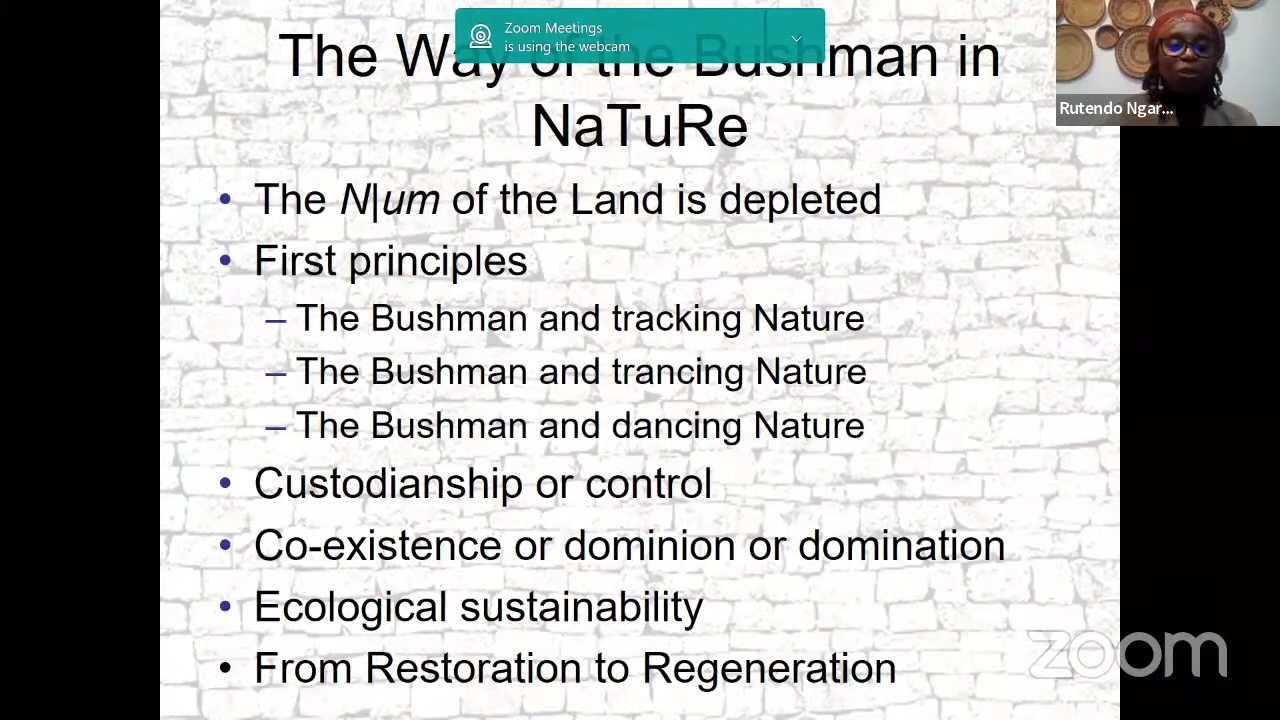 Zoom Meetings
is using the webcam
The Way of the Bushman in
NaTuRe
Rutendo Ngar...
• The N|um of the Land is depleted
• First principles
– The Bushman and tracking Nature
– The Bushman and trancing Nature
– The Bushman and dancing Nature
• Custodianship or control
• Co-existence or dominion or domination
• Ecological sustainability
• From Restoration to Regeneration
zoom